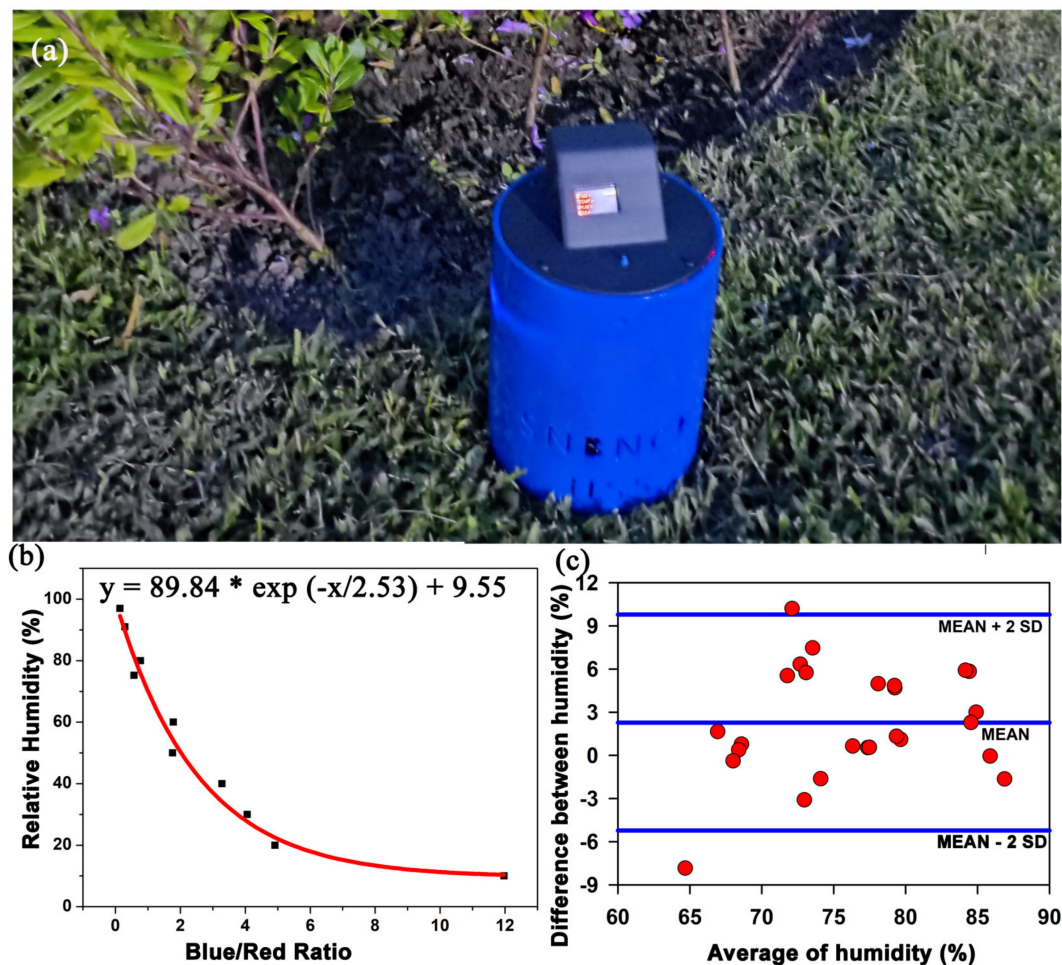 (a)
(b)
y = 89.84 * exp (-x/2.53) + 9.55
Relative Humidity (%)
100
80
60
40
20
0
0 2 4 6 8 10 12
Blue/Red Ratio
(c)
Difference between humidity (%)
12
9
6
3
0
-3
-6
-9
MEAN + 2 SD
MEAN
MEAN - 2 SD
60 65 70 75 80 85 90
Average of humidity (%)